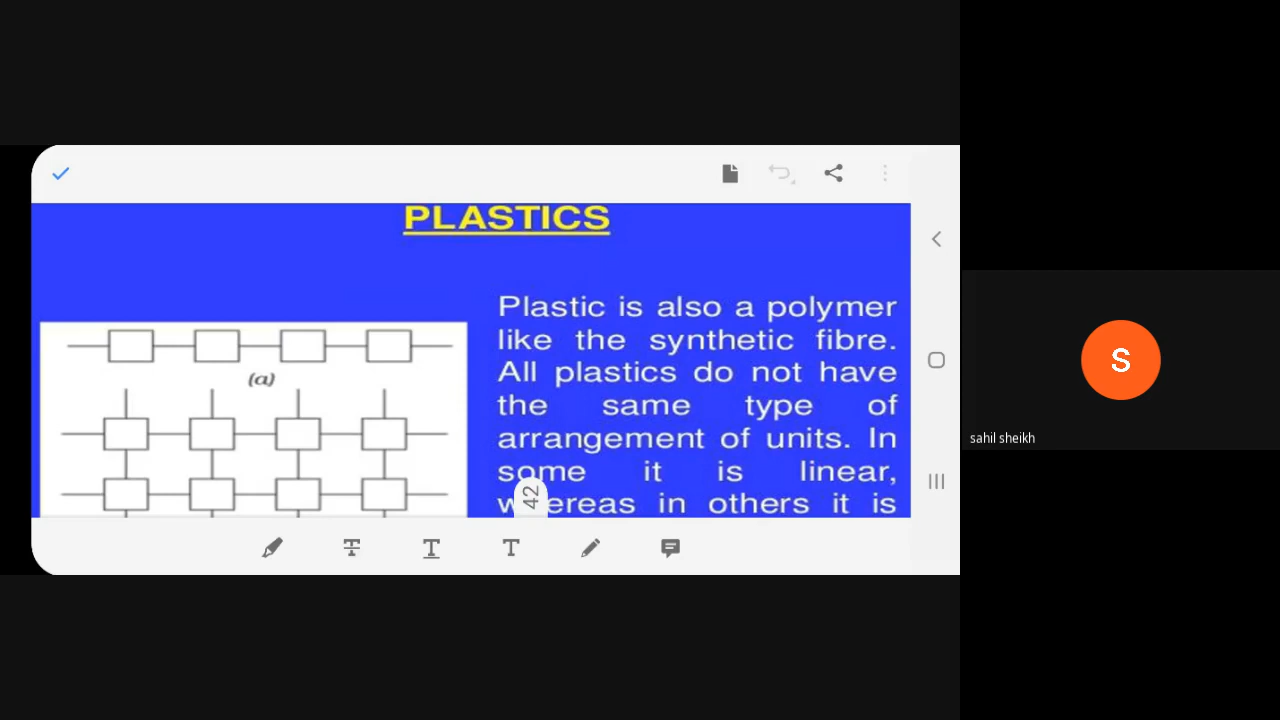 PLASTICS
Plastic is also a polymer
like the synthetic fibre.
All plastics do not have
the same type of
arrangement of units. In
some it is linear,
whereas in others it is
(a)
42
S
sahil sheikh